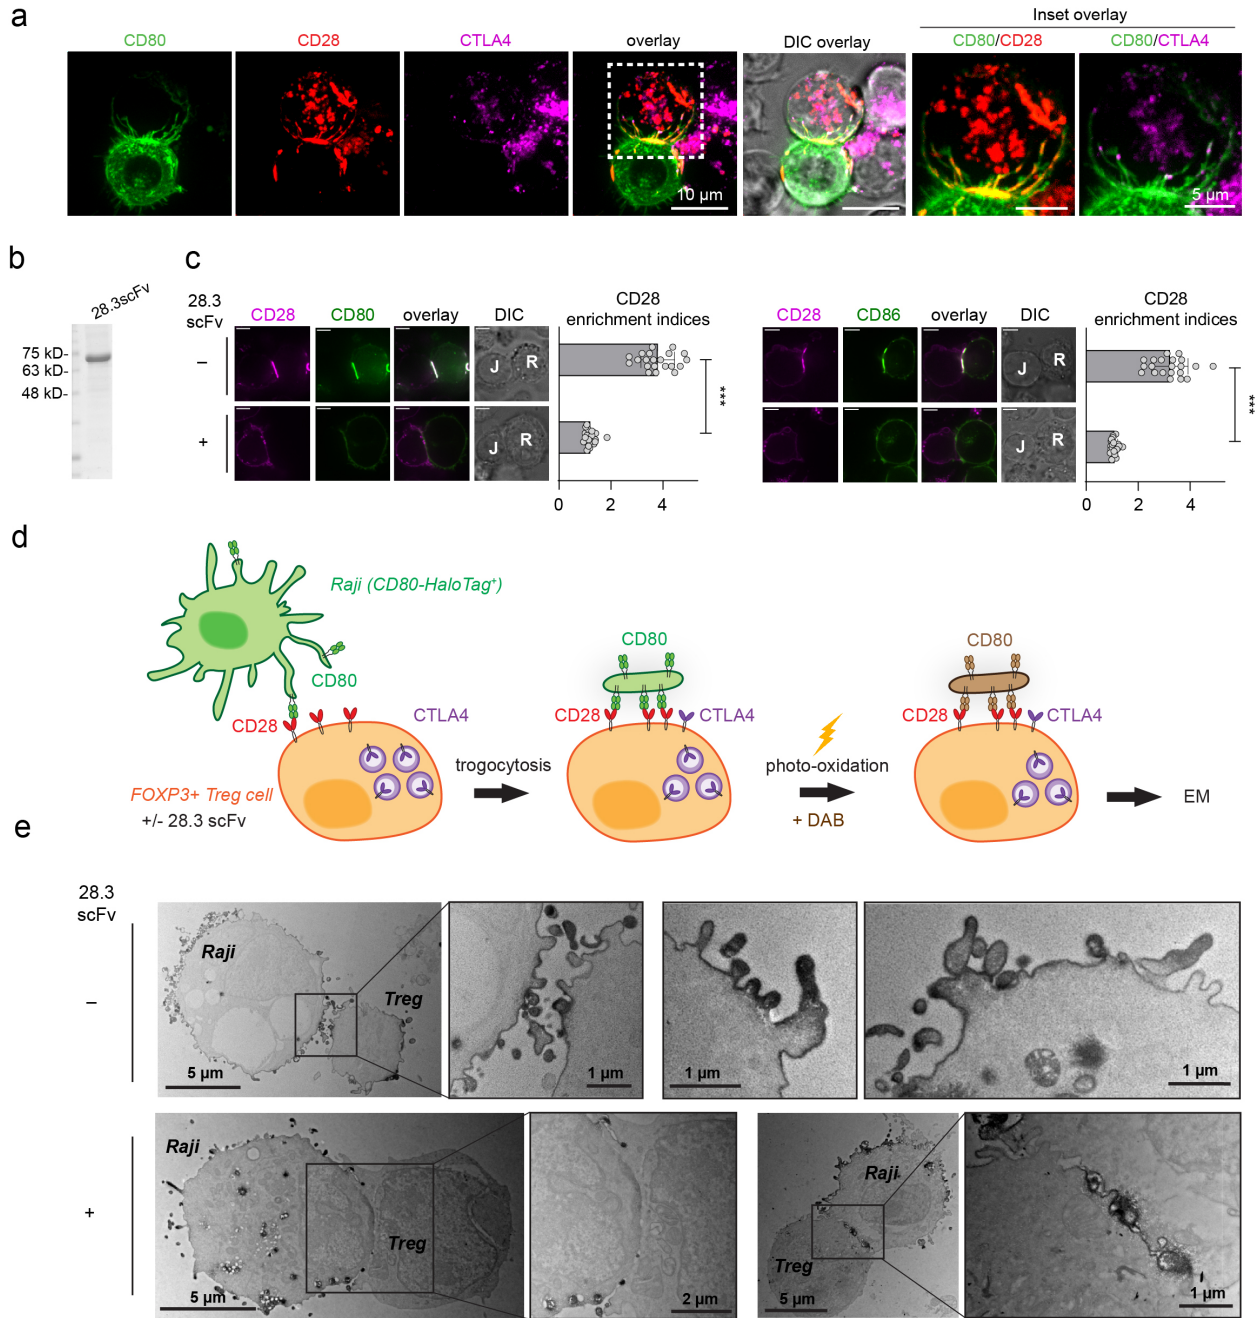 a
Inset overlay
CD80 CD28 CTLA4 overlay DIC overlay CD80/CD28 CD80/CTLA4
10 µm
5 µm
b
28.3scFv
75 kD-
63 kD-
48 kD-
c
28.3
scFv
CD28 CD80 overlay DIC
CD28
enrichment indices
–
J R
***
+
J R
0 2 4
CD28 CD86 overlay DIC
CD28
enrichment indices
J R
***
J R
0 2 4
d
Raji (CD80-HaloTag+)
CD80
CD28
CTLA4
FOXP3+ Treg cell
+/- 28.3 scFv
trogocytosis
CD80
CD28
CTLA4
photo-oxidation
+ DAB
CD80
CD28
CTLA4
EM
e
28.3
scFv
–
Raji
Treg
5 µm
1 µm
1 µm
1 µm
+
Raji
Treg
5 µm
2 µm
Raji
Treg
5 µm
1 µm